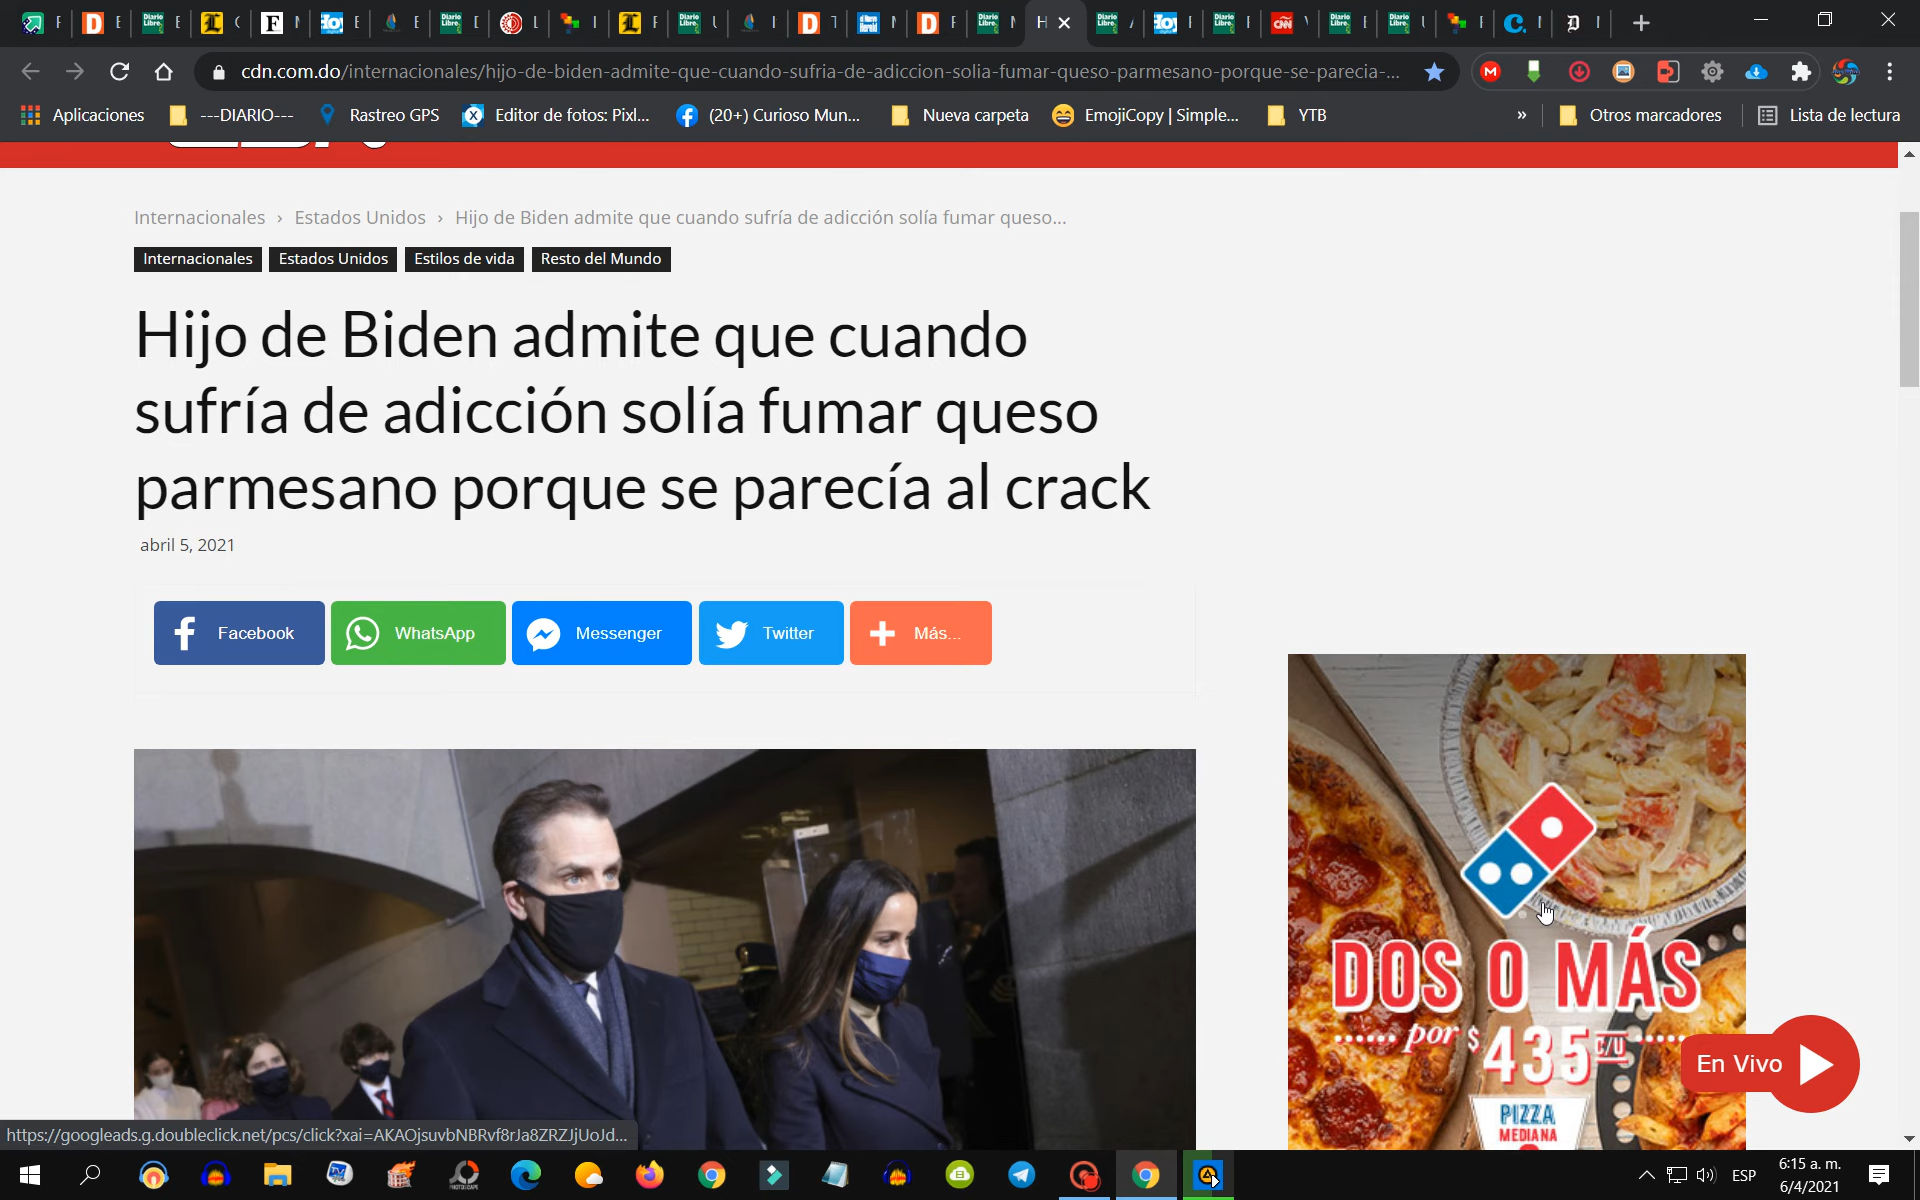 cdn.com.do/internacionales/hijo-de-biden-admite-que-cuando-sufria-de-adiccion-solia-fumar-queso-parmesano-porque-se-parecia-...
Aplicaciones
---DIARIO---
Rastreo GPS
Editor de fotos: Pixl...
(20+) Curioso Mun...
Nueva carpeta
EmojiCopy | Simple...
YTB
»
Otros marcadores
Lista de lectura
Internacionales › Estados Unidos › Hijo de Biden admite que cuando sufría de adicción solía fumar queso...
Internacionales
Estados Unidos
Estilos de vida
Resto del Mundo
Hijo de Biden admite que cuando
sufría de adicción solía fumar queso
parmesano porque se parecía al crack
abril 5, 2021
Facebook
WhatsApp
Messenger
Twitter
Más...
DOS O MÁS
por $435 C/U
PIZZA
MEDIANA
En Vivo
https://googleads.g.doubleclick.net/pcs/click?xai=AKAOjsuvbNBRvf8rJa8ZRZJjUoJd...
ESP
6:15 a. m.
6/4/2021